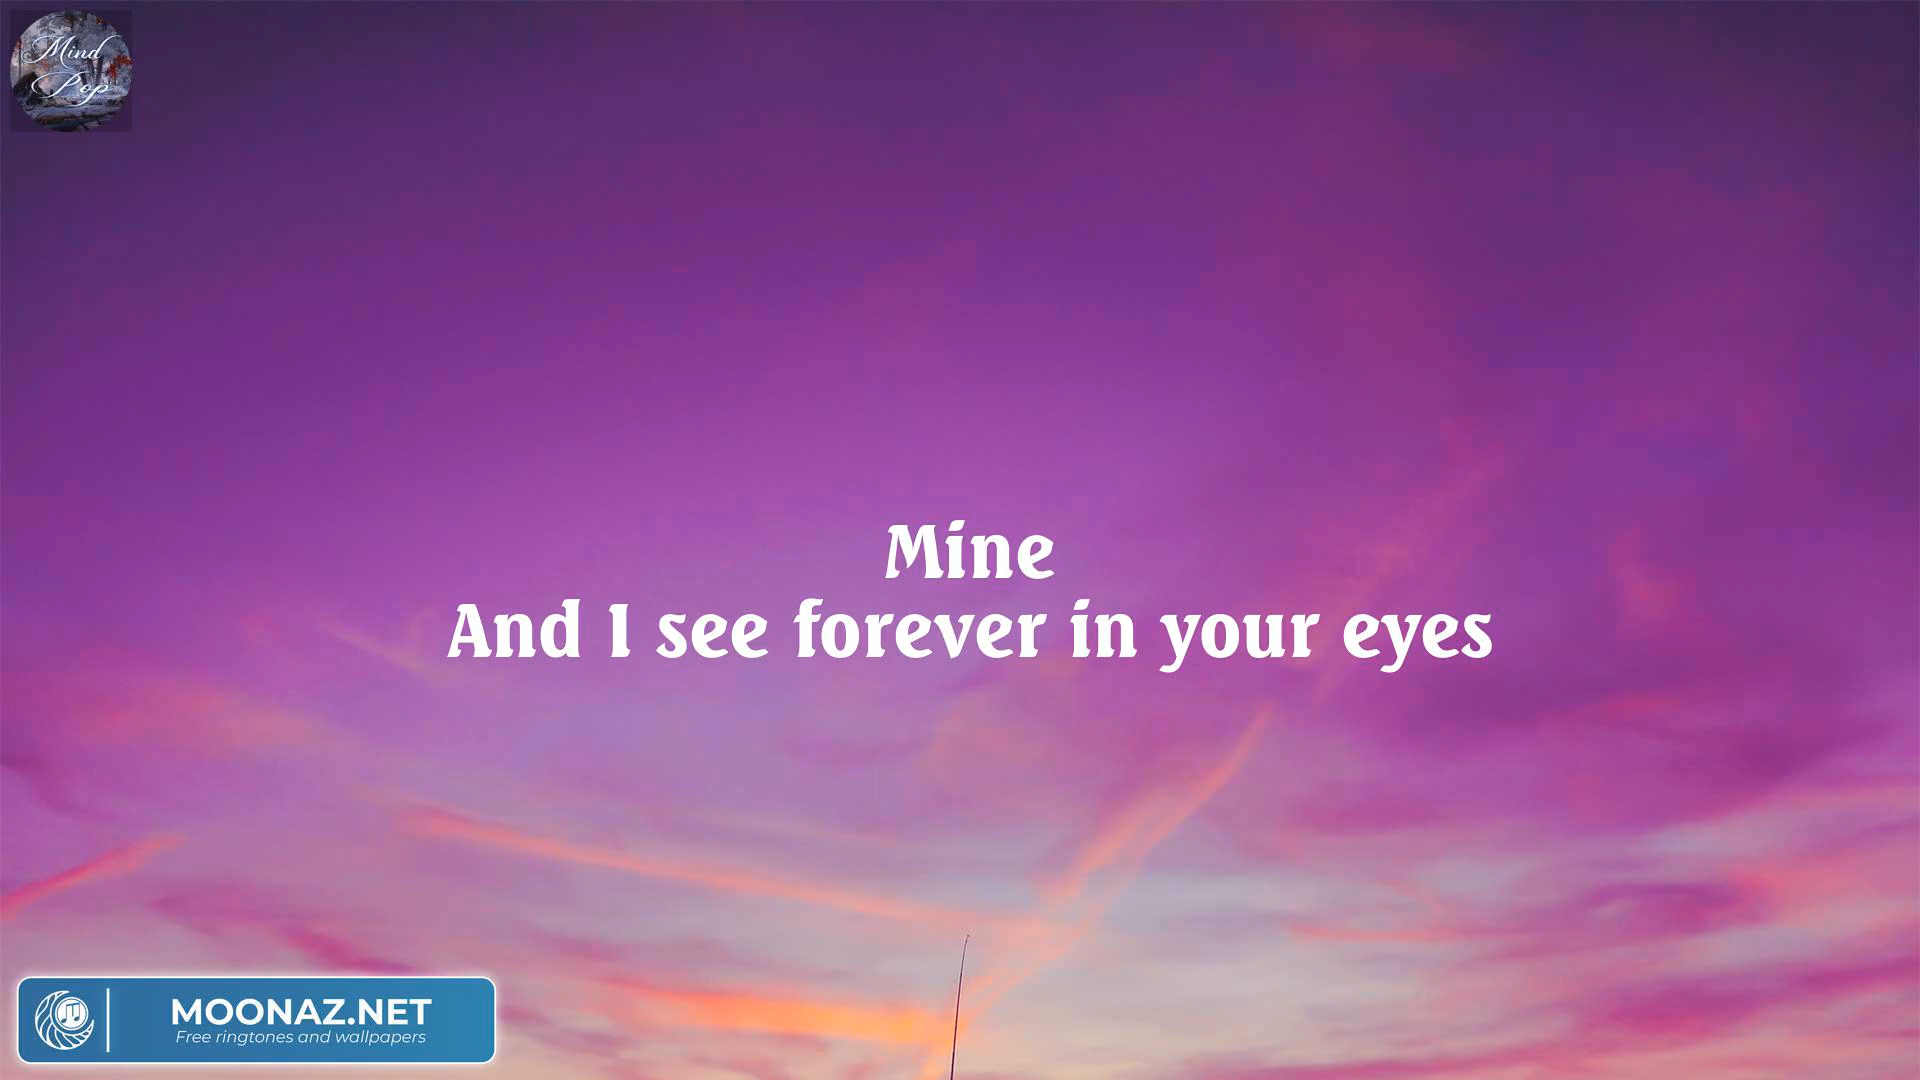 Mind
Pop
Mine
And I see forever in your eyes
MOONAZ.NET
Free ringtones and wallpapers